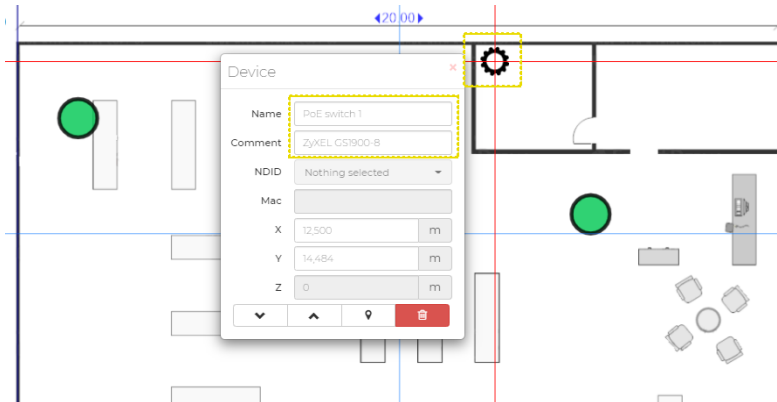 20.00
Device ×
Name PoE switch 1
Comment ZyXEL GS1900-8
NDID Nothing selected
Mac
X 12,500 m
Y 14,484 m
Z 0 m